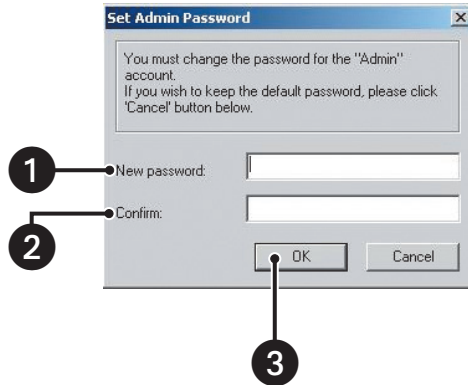 Set Admin Password
You must change the password for the "Admin"
account.
If you wish to keep the default password, please click
'Cancel' button below.
1
New password:
2
Confirm:
OK
Cancel
3